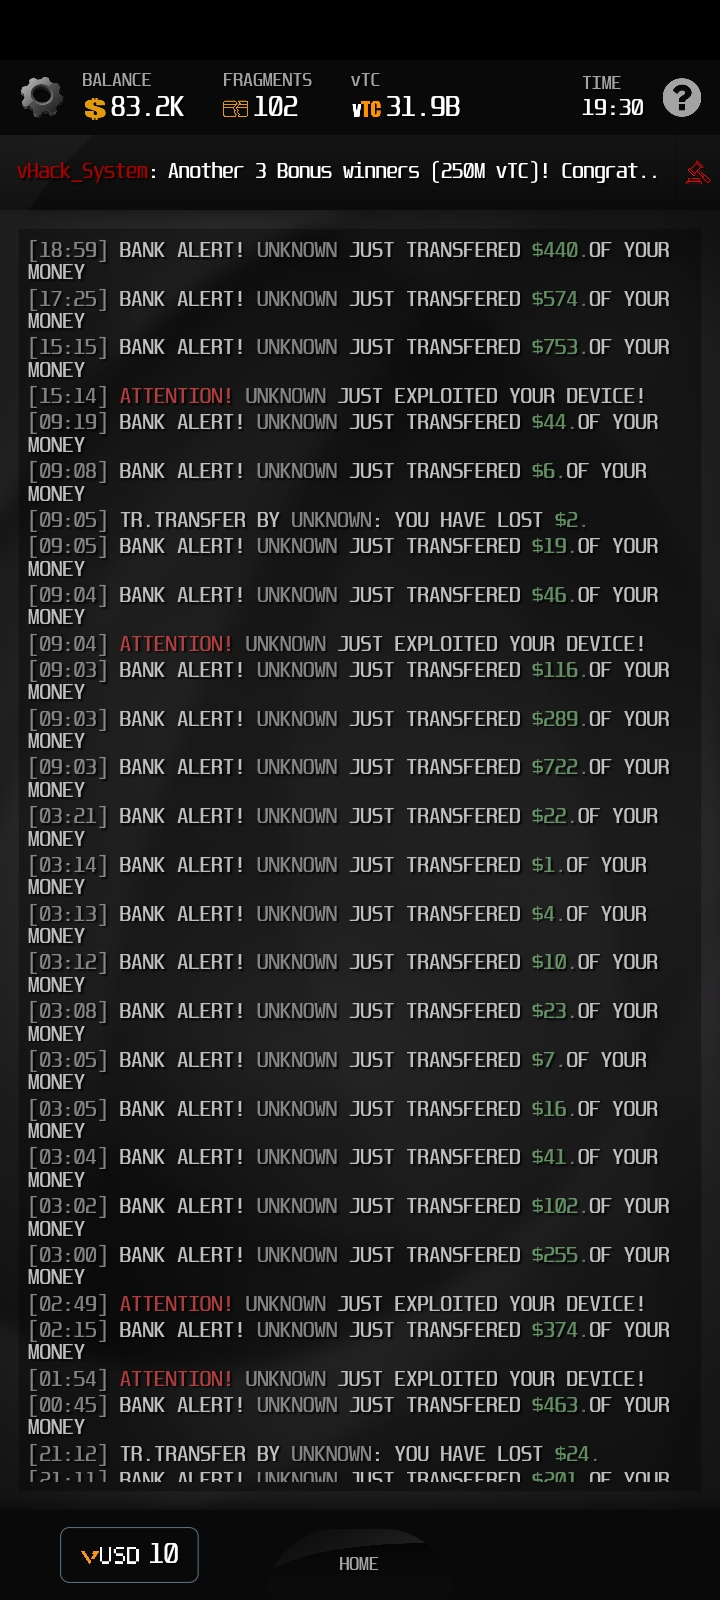 BALANCE FRAGMENTS vTC TIME
$ 83.2K 102 vTC 31.9B 19:30 ?
vHack_System: Another 3 Bonus winners (250M vTC)! Congrat..
[18:59] BANK ALERT! UNKNOWN JUST TRANSFERED $440.OF YOUR
MONEY
[17:25] BANK ALERT! UNKNOWN JUST TRANSFERED $574.OF YOUR
MONEY
[15:15] BANK ALERT! UNKNOWN JUST TRANSFERED $753.OF YOUR
MONEY
[15:14] ATTENTION! UNKNOWN JUST EXPLOITED YOUR DEVICE!
[09:19] BANK ALERT! UNKNOWN JUST TRANSFERED $44.OF YOUR
MONEY
[09:08] BANK ALERT! UNKNOWN JUST TRANSFERED $6.OF YOUR
MONEY
[09:05] TR.TRANSFER BY UNKNOWN: YOU HAVE LOST $2.
[09:05] BANK ALERT! UNKNOWN JUST TRANSFERED $19.OF YOUR
MONEY
[09:04] BANK ALERT! UNKNOWN JUST TRANSFERED $46.OF YOUR
MONEY
[09:04] ATTENTION! UNKNOWN JUST EXPLOITED YOUR DEVICE!
[09:03] BANK ALERT! UNKNOWN JUST TRANSFERED $116.OF YOUR
MONEY
[09:03] BANK ALERT! UNKNOWN JUST TRANSFERED $289.OF YOUR
MONEY
[09:03] BANK ALERT! UNKNOWN JUST TRANSFERED $722.OF YOUR
MONEY
[03:21] BANK ALERT! UNKNOWN JUST TRANSFERED $22.OF YOUR
MONEY
[03:14] BANK ALERT! UNKNOWN JUST TRANSFERED $1.OF YOUR
MONEY
[03:13] BANK ALERT! UNKNOWN JUST TRANSFERED $4.OF YOUR
MONEY
[03:12] BANK ALERT! UNKNOWN JUST TRANSFERED $10.OF YOUR
MONEY
[03:08] BANK ALERT! UNKNOWN JUST TRANSFERED $23.OF YOUR
MONEY
[03:05] BANK ALERT! UNKNOWN JUST TRANSFERED $7.OF YOUR
MONEY
[03:05] BANK ALERT! UNKNOWN JUST TRANSFERED $16.OF YOUR
MONEY
[03:04] BANK ALERT! UNKNOWN JUST TRANSFERED $41.OF YOUR
MONEY
[03:02] BANK ALERT! UNKNOWN JUST TRANSFERED $102.OF YOUR
MONEY
[03:00] BANK ALERT! UNKNOWN JUST TRANSFERED $255.OF YOUR
MONEY
[02:49] ATTENTION! UNKNOWN JUST EXPLOITED YOUR DEVICE!
[02:15] BANK ALERT! UNKNOWN JUST TRANSFERED $374.OF YOUR
MONEY
[01:54] ATTENTION! UNKNOWN JUST EXPLOITED YOUR DEVICE!
[00:45] BANK ALERT! UNKNOWN JUST TRANSFERED $463.OF YOUR
MONEY
[21:12] TR.TRANSFER BY UNKNOWN: YOU HAVE LOST $24.
[21:11] BANK ALERT! UNKNOWN JUST TRANSFERED $201.OF YOUR
vUSD 10 HOME